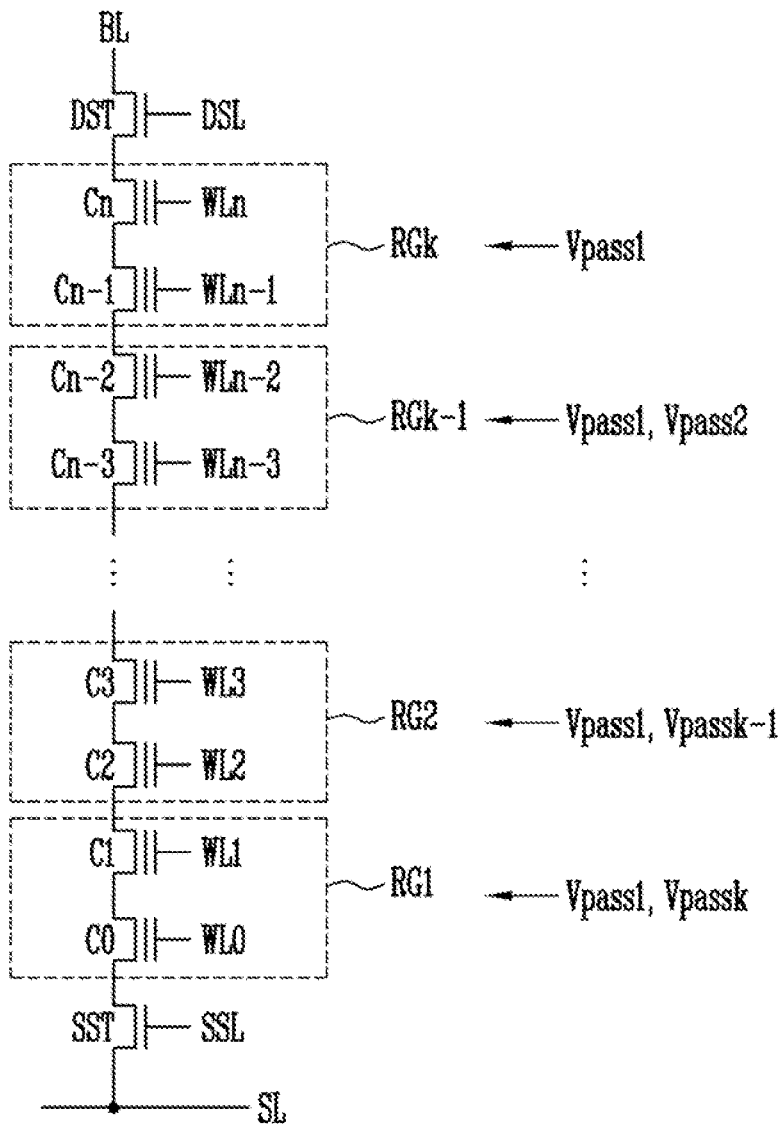 BL
DST DSL
Cn WLn
RGk Vpass1
Cn-1 WLn-1
Cn-2 WLn-2
RGk-1 Vpass1, Vpass2
Cn-3 WLn-3
C3 WL3
RG2 Vpass1, Vpassk-1
C2 WL2
C1 WL1
RG1 Vpass1, Vpassk
C0 WL0
SST SSL
SL